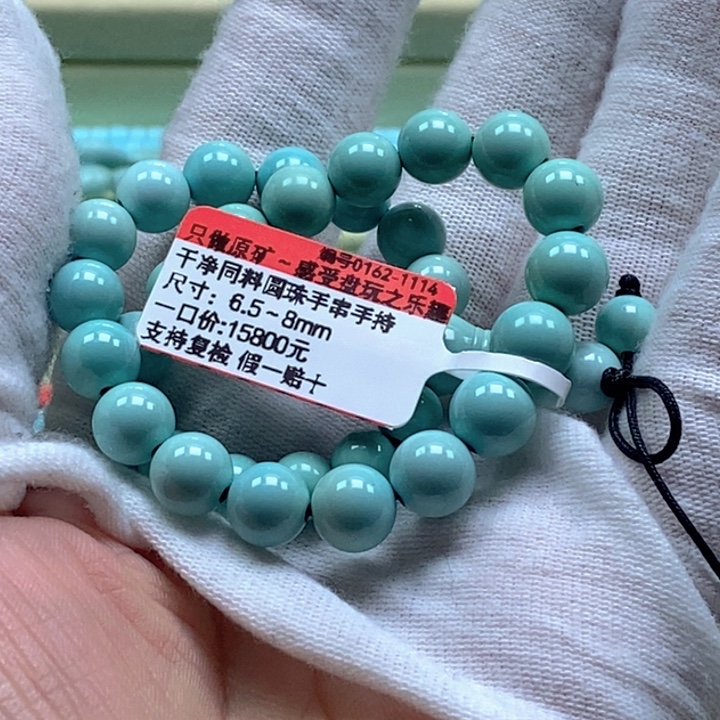 编号0162-1114
只做原矿~感受盘玩之乐趣
干净同料圆珠手串手持
尺寸：6.5~8mm
一口价:15800元
支持复检 假一赔十